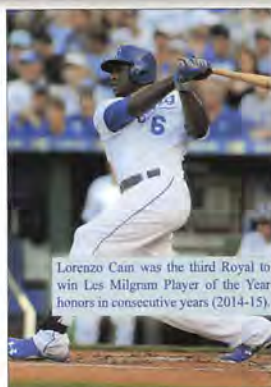 6
Lorenzo Cain was the third Royal to
win Les Milgram Player of the Year
honors in consecutive years (2014-15).